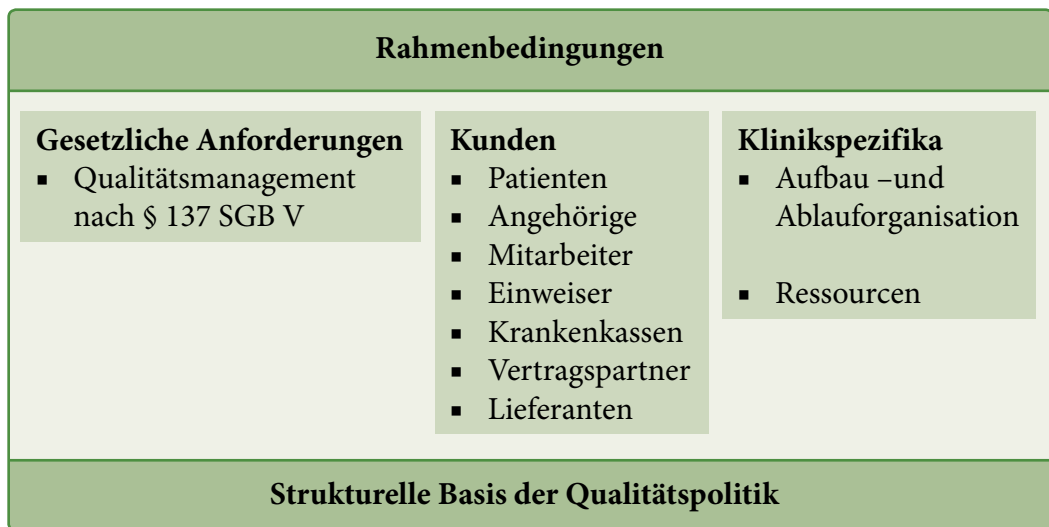 Rahmenbedingungen
Gesetzliche Anforderungen
▪ Qualitätsmanagement
nach § 137 SGB V
Kunden
▪ Patienten
▪ Angehörige
▪ Mitarbeiter
▪ Einweiser
▪ Krankenkassen
▪ Vertragspartner
▪ Lieferanten
Klinikspezifika
▪ Aufbau –und
Ablauforganisation
▪ Ressourcen
Strukturelle Basis der Qualitätspolitik